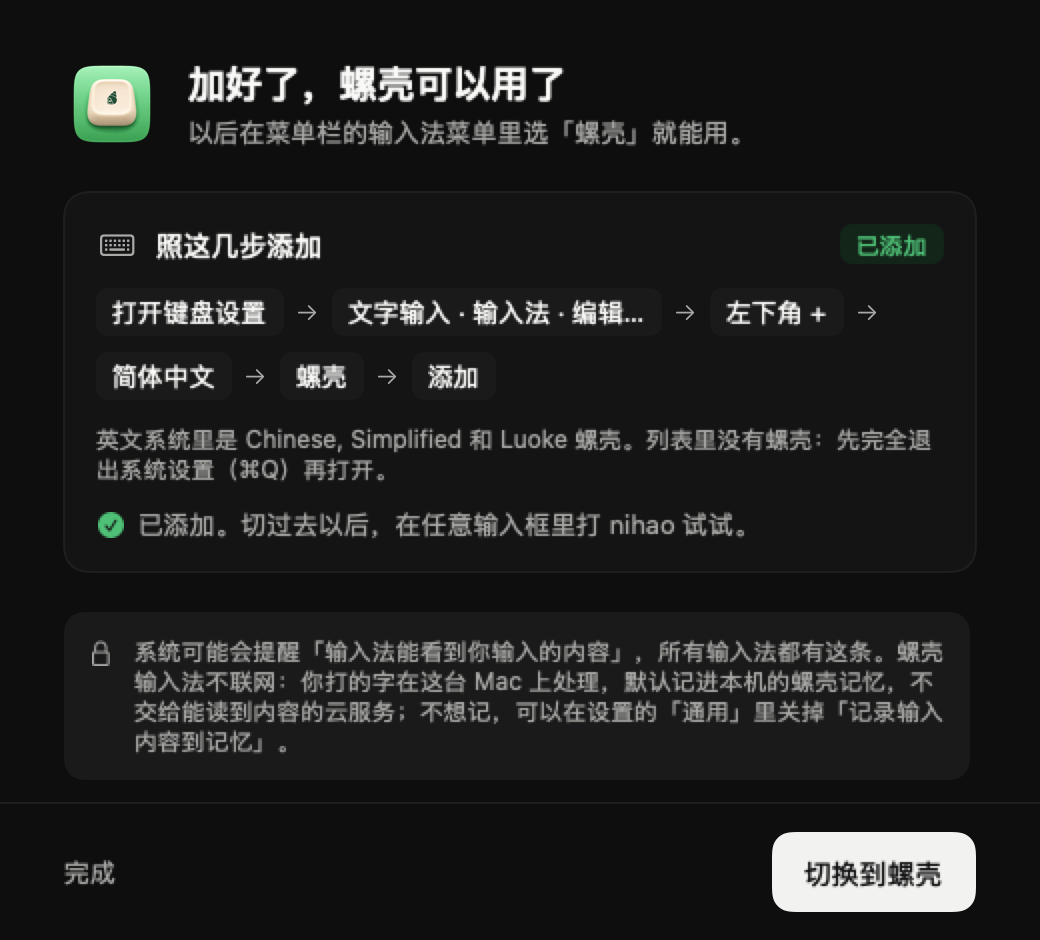 加好了，螺壳可以用了
以后在菜单栏的输入法菜单里选「螺壳」就能用。
照这几步添加
已添加
打开键盘设置 → 文字输入 · 输入法 · 编辑... → 左下角 + →
简体中文 → 螺壳 → 添加
英文系统里是 Chinese, Simplified 和 Luoke 螺壳。列表里没有螺壳：先完全退
出系统设置（⌘Q）再打开。
已添加。切过去以后，在任意输入框里打 nihao 试试。
系统可能会提醒「输入法能看到你输入的内容」，所有输入法都有这条。螺壳
输入法不联网：你打的字在这台 Mac 上处理，默认记进本机的螺壳记忆，不
交给能读到内容的云服务；不想记，可以在设置的「通用」里关掉「记录输入
内容到记忆」。
完成
切换到螺壳